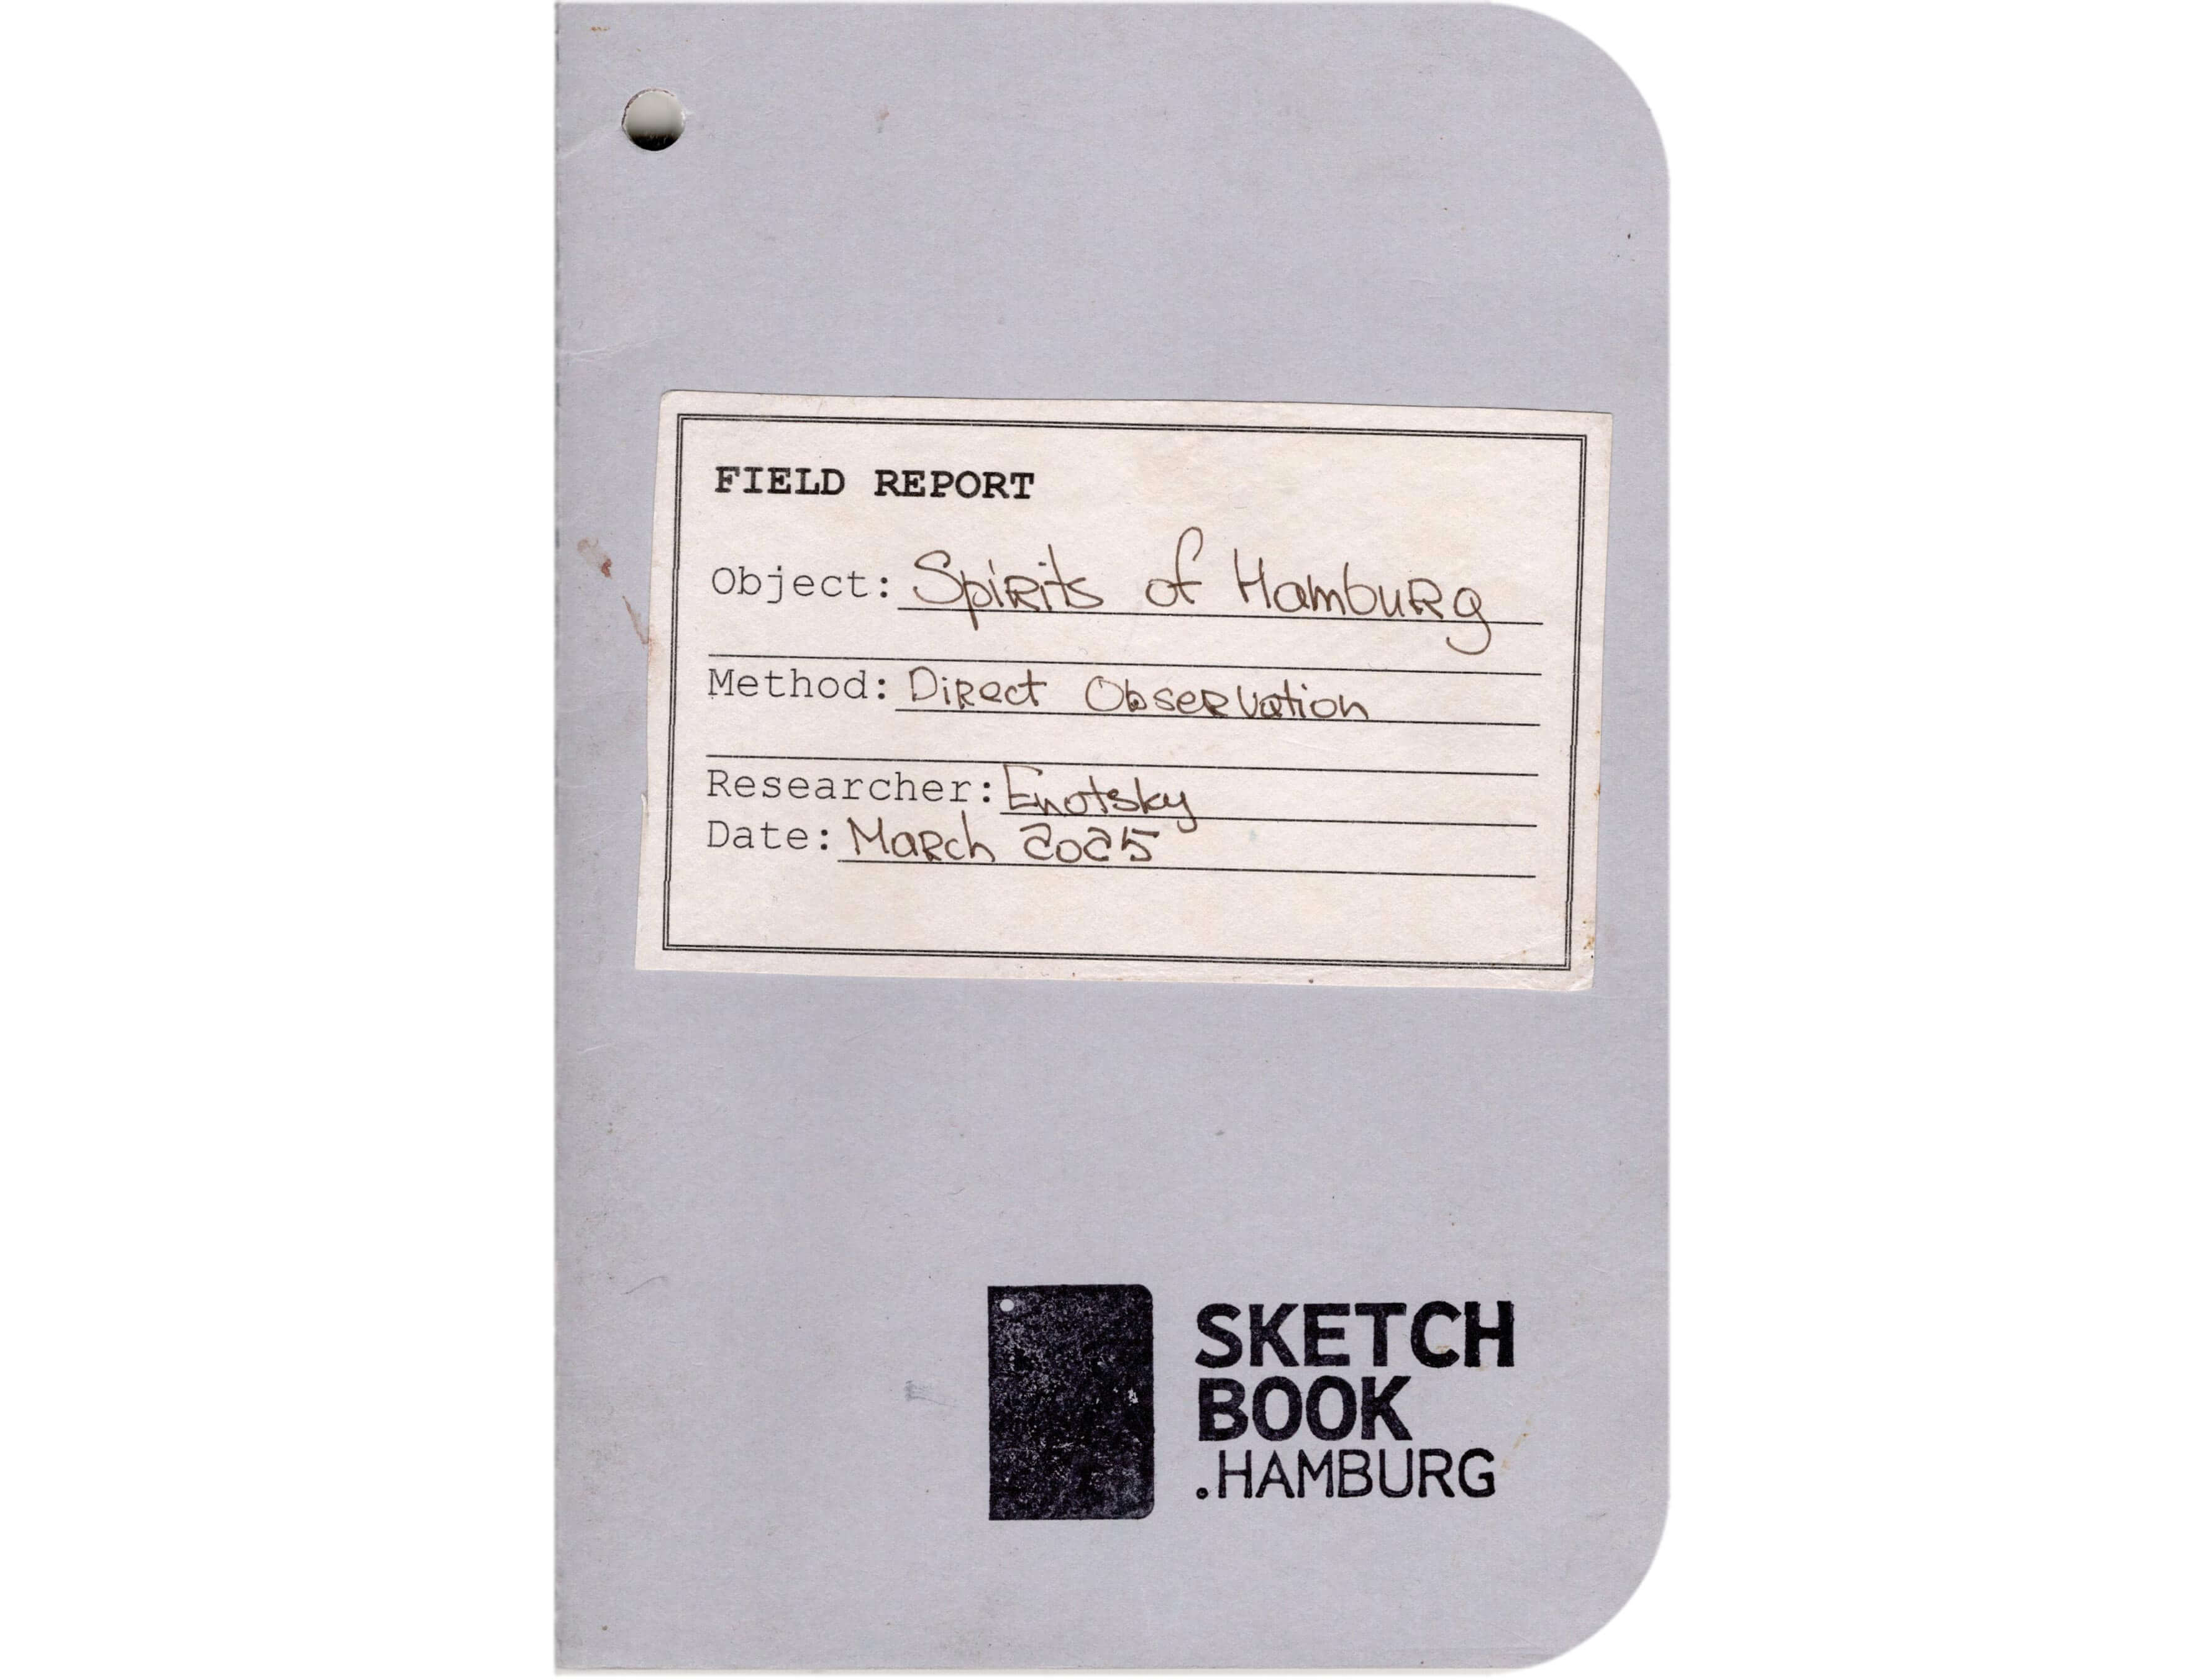 FIELD REPORT
Object: Spirits of Hamburg
Method: Direct Observation
Researcher: Enotsky
Date: March 2025
SKETCH
BOOK
.HAMBURG